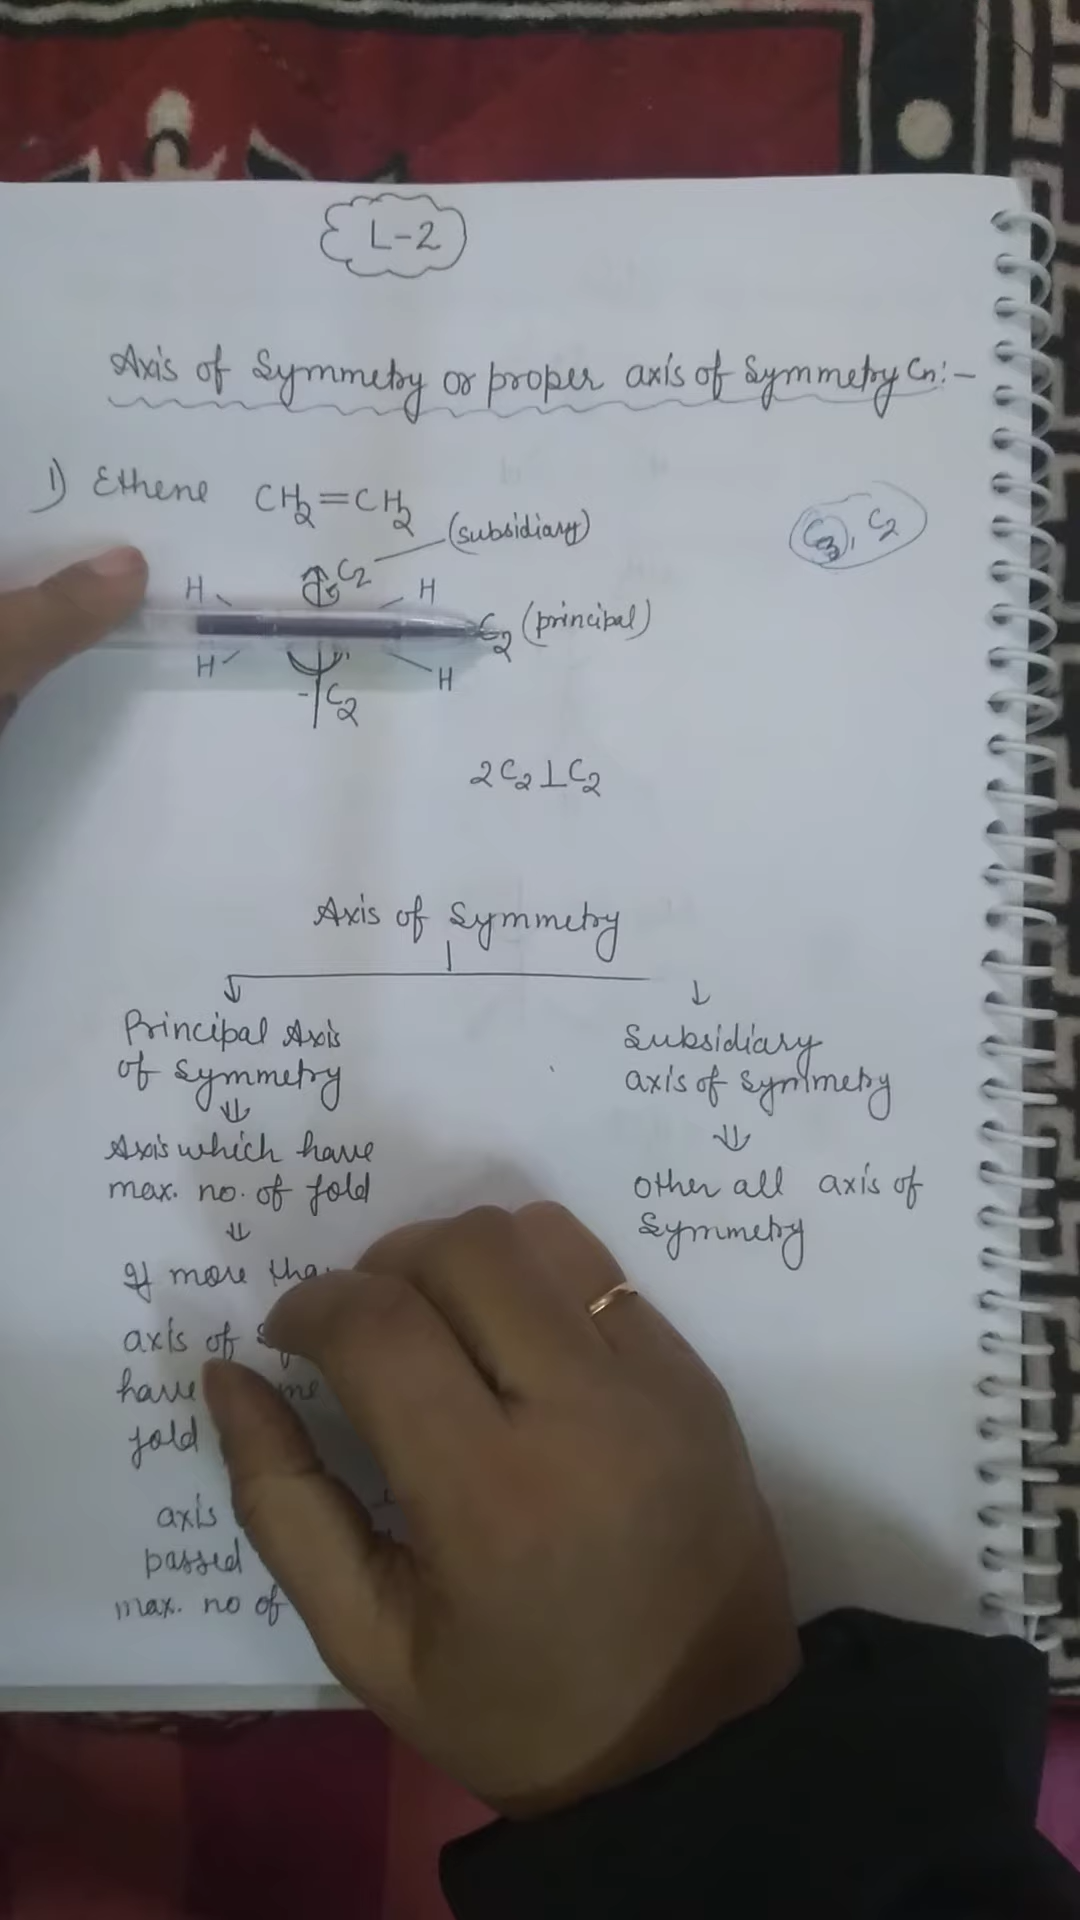 L-2
Axis of Symmetry or proper axis of Symmetry Cn:-
1) Ethene CH2=CH2
(subsidiary)
C3, C2
C2
H H
C2 (principal)
H H
C2
2C2⊥C2
Axis of Symmetry
Principal Axis
of Symmetry
Subsidiary
axis of Symmetry
Axis which have
max. no. of fold
Other all axis of
Symmetry
If more
axis of
have
fold
axis
passed
max. no of